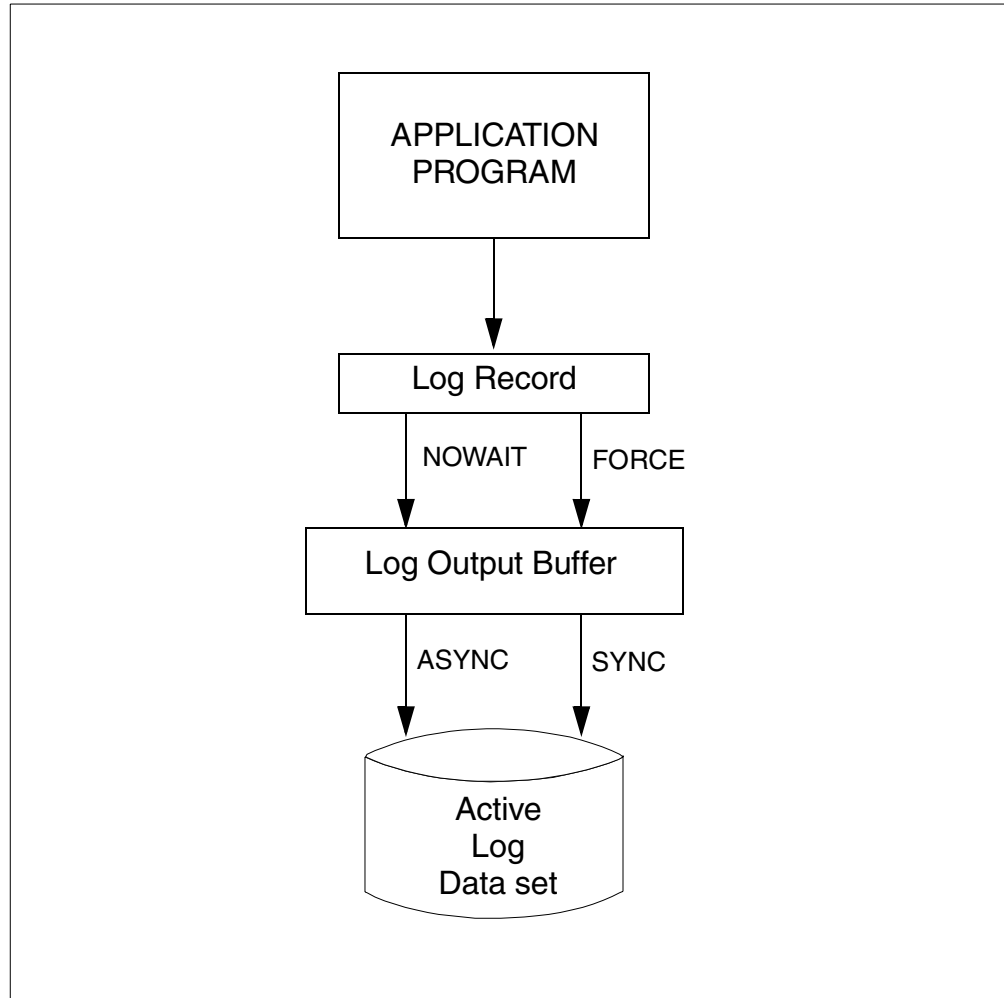 APPLICATION
PROGRAM
Log Record
NOWAIT
FORCE
Log Output Buffer
ASYNC
SYNC
Active
Log
Data set